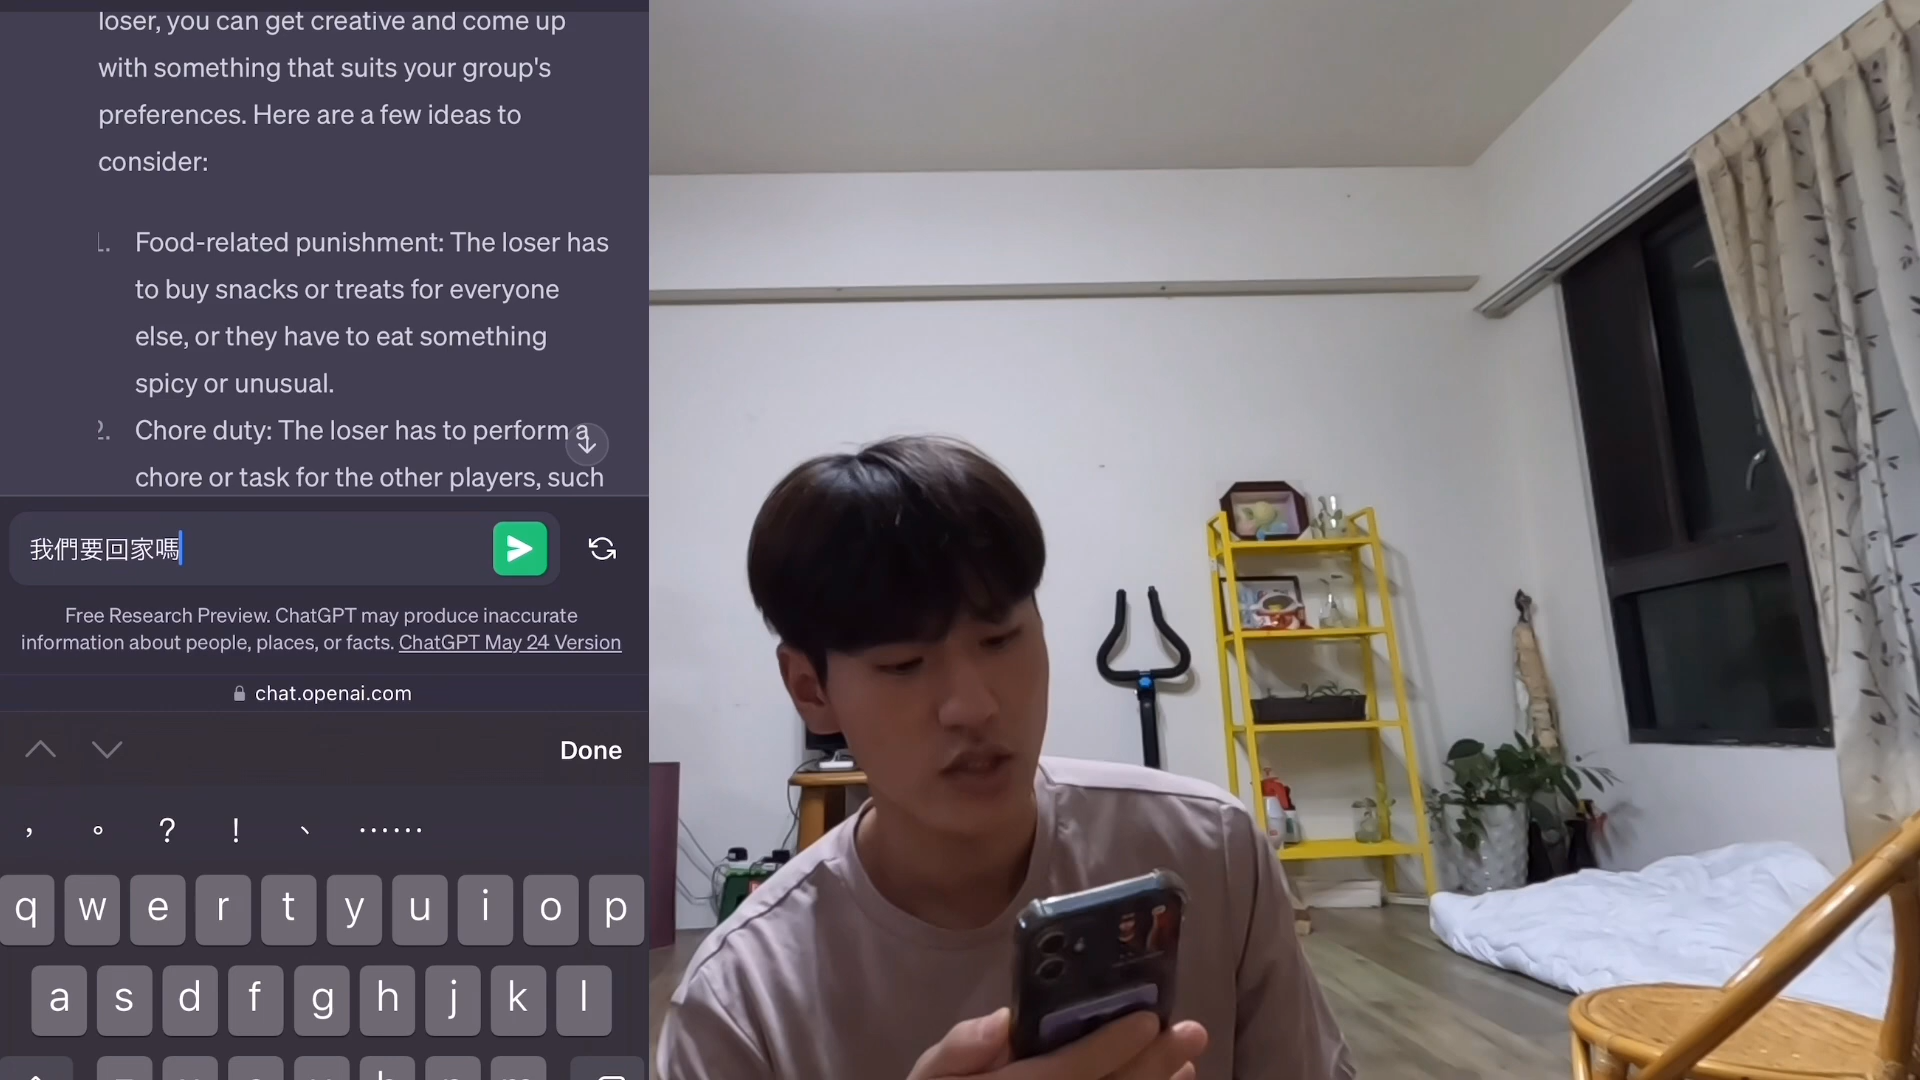 loser, you can get creative and come up
with something that suits your group's
preferences. Here are a few ideas to
consider:
1. Food-related punishment: The loser has
to buy snacks or treats for everyone
else, or they have to eat something
spicy or unusual.
2. Chore duty: The loser has to perform a
chore or task for the other players, such
我們要回家嗎
Free Research Preview. ChatGPT may produce inaccurate
information about people, places, or facts. ChatGPT May 24 Version
chat.openai.com
Done
， 。 ？ ！ 、 ……
q w e r t y u i o p
a s d f g h j k l